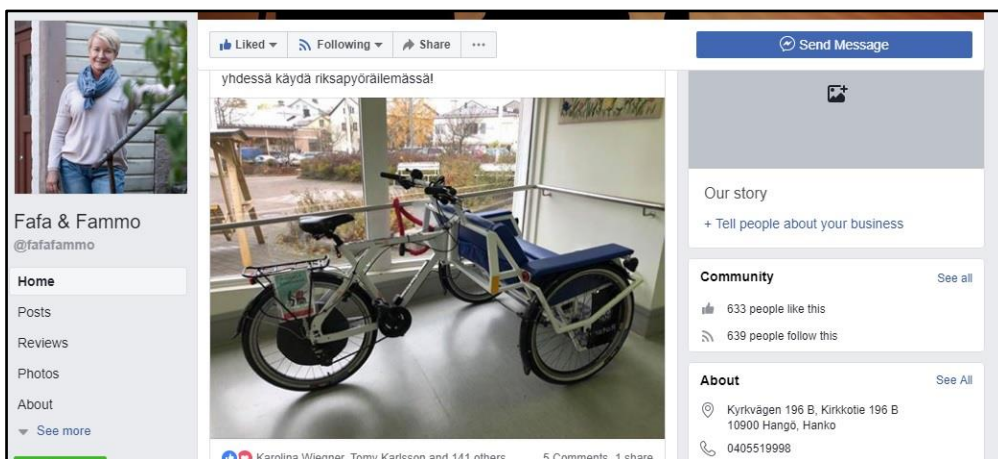 Liked
Following
Share
Send Message
yhdessä käydä riksapyöräilemässä!
Fafa & Fammo
@fafafammo
Home
Posts
Reviews
Photos
About
See more
Karolina Wiegner, Tomy Karlsson and 141 others
5 Comments 1 share
Our story
+ Tell people about your business
Community
See all
633 people like this
639 people follow this
About
See All
Kyrkvägen 196 B, Kirkkotie 196 B
10900 Hangö, Hanko
0405519998